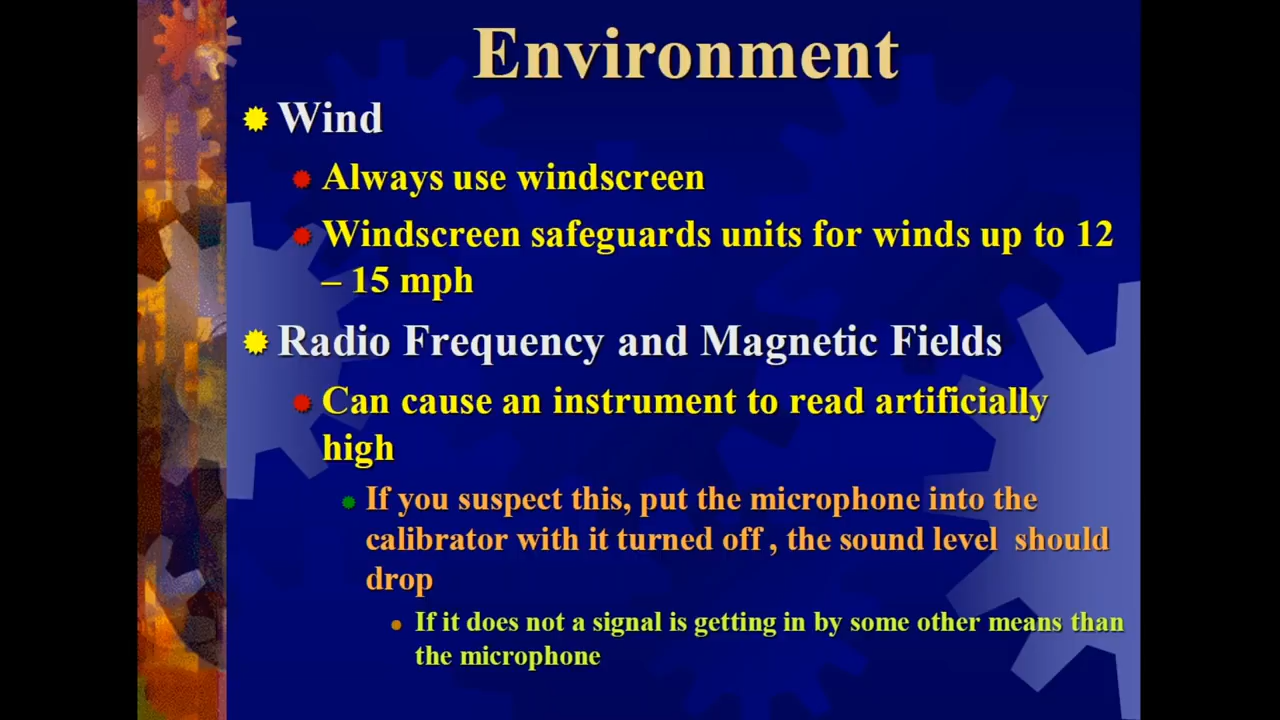 Environment
Wind
Always use windscreen
Windscreen safeguards units for winds up to 12
– 15 mph
Radio Frequency and Magnetic Fields
Can cause an instrument to read artificially
high
If you suspect this, put the microphone into the
calibrator with it turned off , the sound level should
drop
If it does not a signal is getting in by some other means than
the microphone